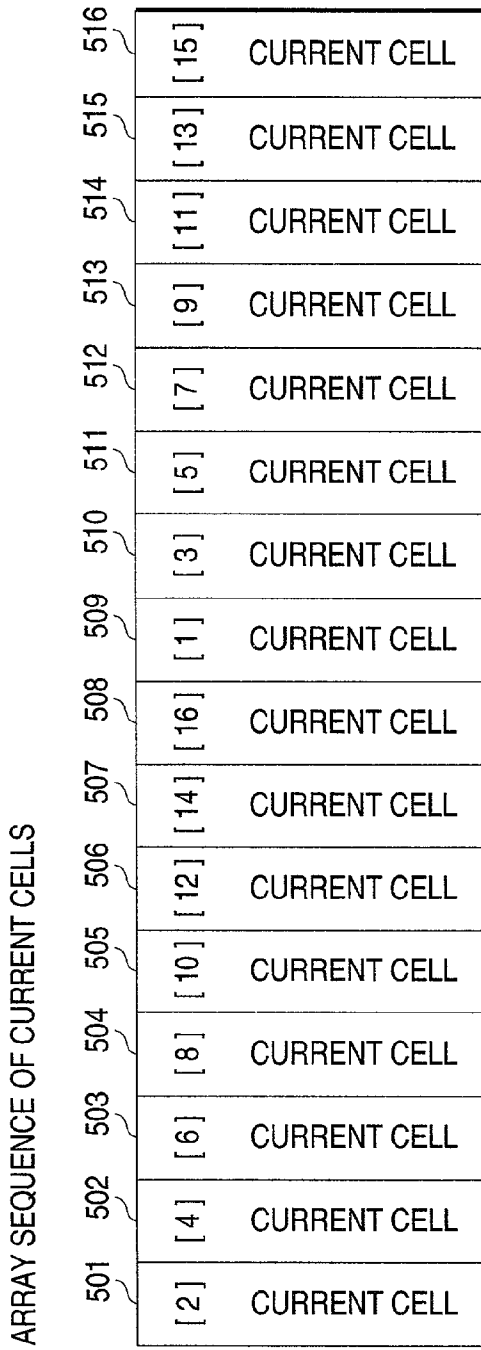 ARRAY SEQUENCE OF CURRENT CELLS
501 502 503 504 505 506 507 508 509 510 511 512 513 514 515 516
[2] [4] [6] [8] [10] [12] [14] [16] [1] [3] [5] [7] [9] [11] [13] [15]
CURRENT CELL CURRENT CELL CURRENT CELL CURRENT CELL CURRENT CELL CURRENT CELL CURRENT CELL CURRENT CELL CURRENT CELL CURRENT CELL CURRENT CELL CURRENT CELL CURRENT CELL CURRENT CELL CURRENT CELL CURRENT CELL